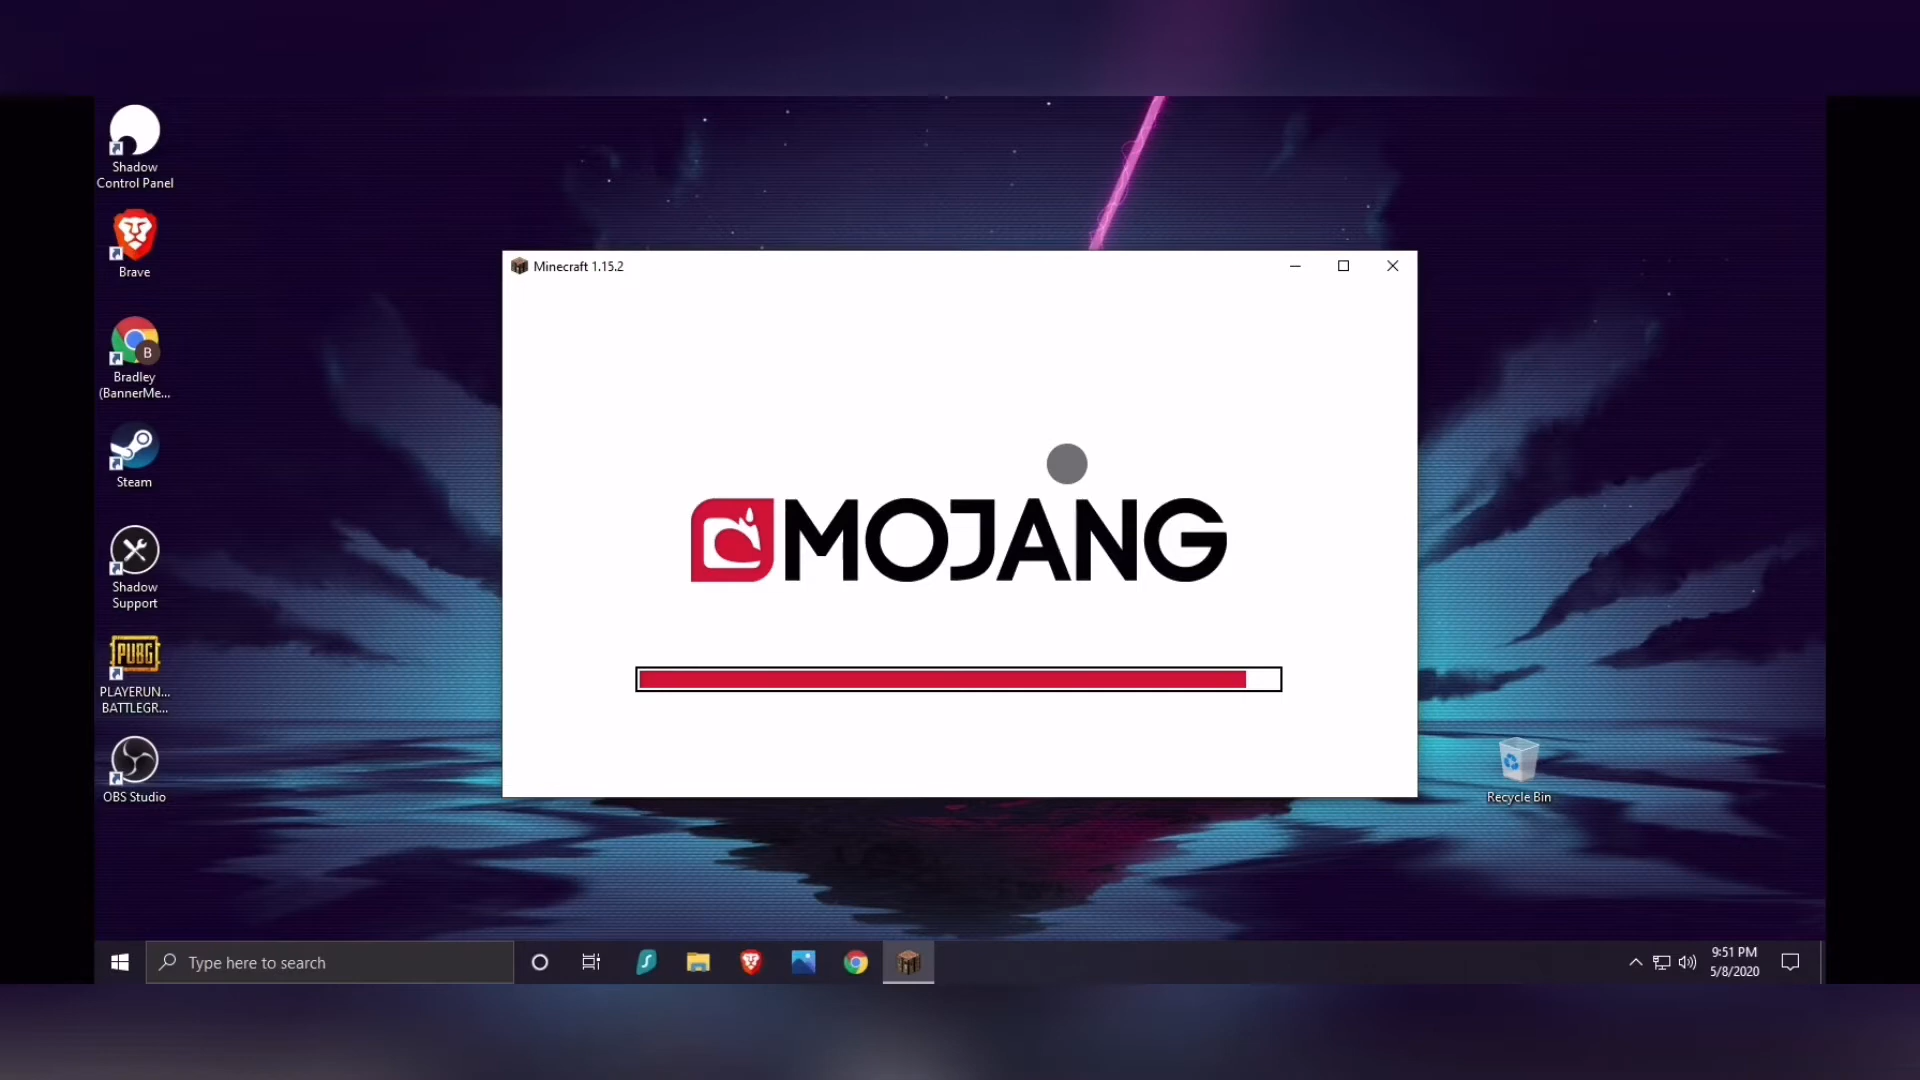 Shadow
Control Panel
Brave
Bradley
(BannerMe...
Steam
Shadow
Support
PUBG
PLAYERUN...
BATTLEGR...
OBS Studio
Minecraft 1.15.2
MOJANG
Recycle Bin
Type here to search
9:51 PM
5/8/2020
B